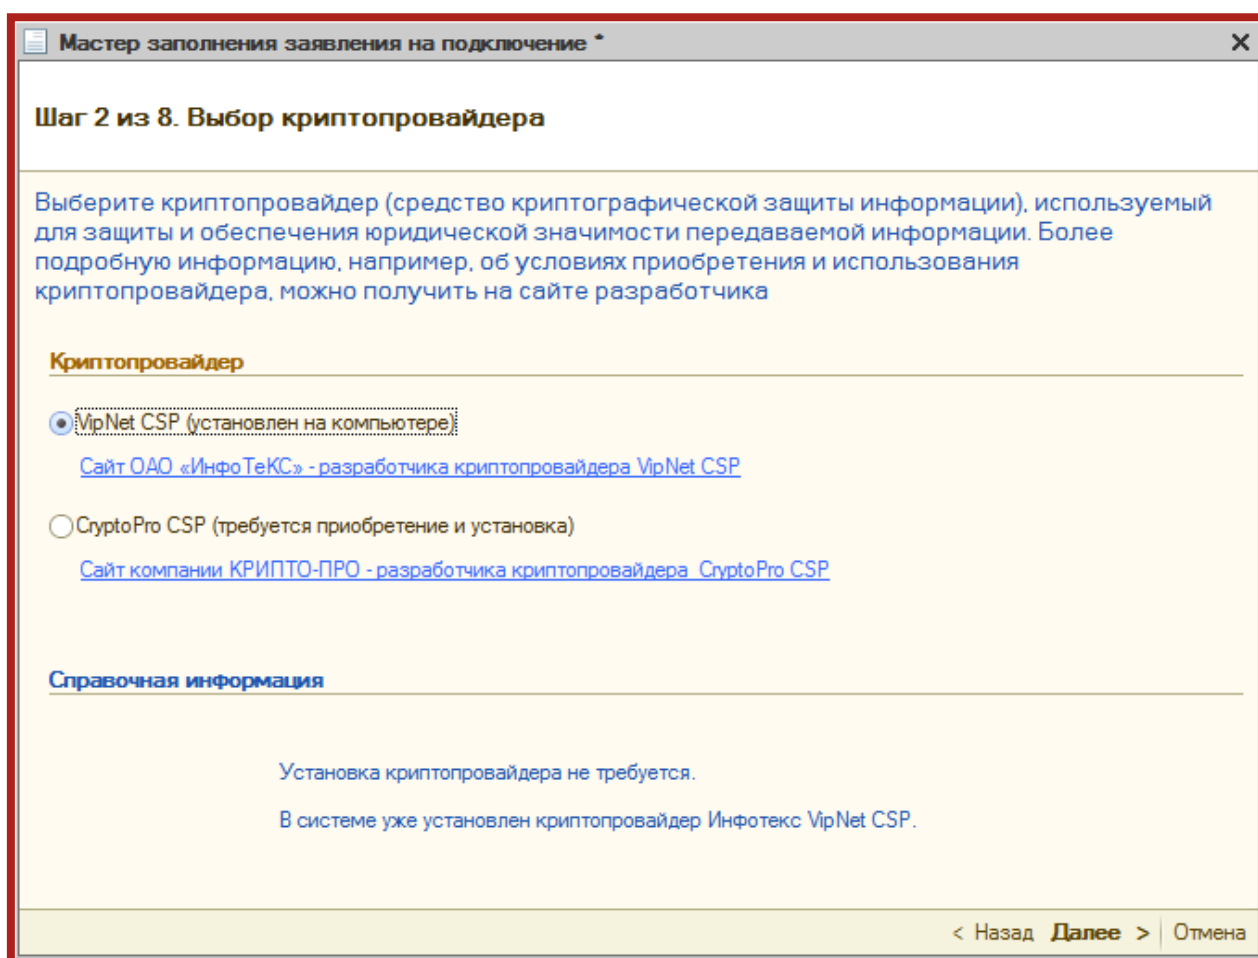 Мастер заполнения заявления на подключение *
Шаг 2 из 8. Выбор криптопровайдера
Выберите криптопровайдер (средство криптографической защиты информации), используемый
для защиты и обеспечения юридической значимости передаваемой информации. Более
подробную информацию, например, об условиях приобретения и использования
криптопровайдера, можно получить на сайте разработчика
Криптопровайдер
VipNet CSP (установлен на компьютере)
Сайт ОАО «ИнфоТеКС» - разработчика криптопровайдера VipNet CSP
CryptoPro CSP (требуется приобретение и установка)
Сайт компании КРИПТО-ПРО - разработчика криптопровайдера CryptoPro CSP
Справочная информация
Установка криптопровайдера не требуется.
В системе уже установлен криптопровайдер Инфотекс VipNet CSP.
< Назад Далее > Отмена